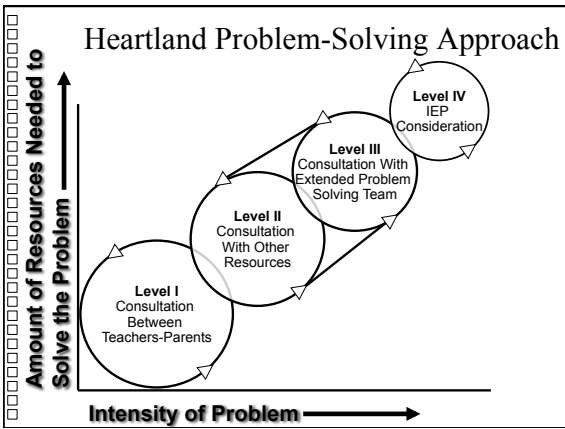 Heartland Problem-Solving Approach
Amount of Resources Needed to
Solve the Problem
Level IV
IEP
Consideration
Level III
Consultation With
Extended Problem
Solving Team
Level II
Consultation
With Other
Resources
Level I
Consultation
Between
Teachers-Parents
Intensity of Problem